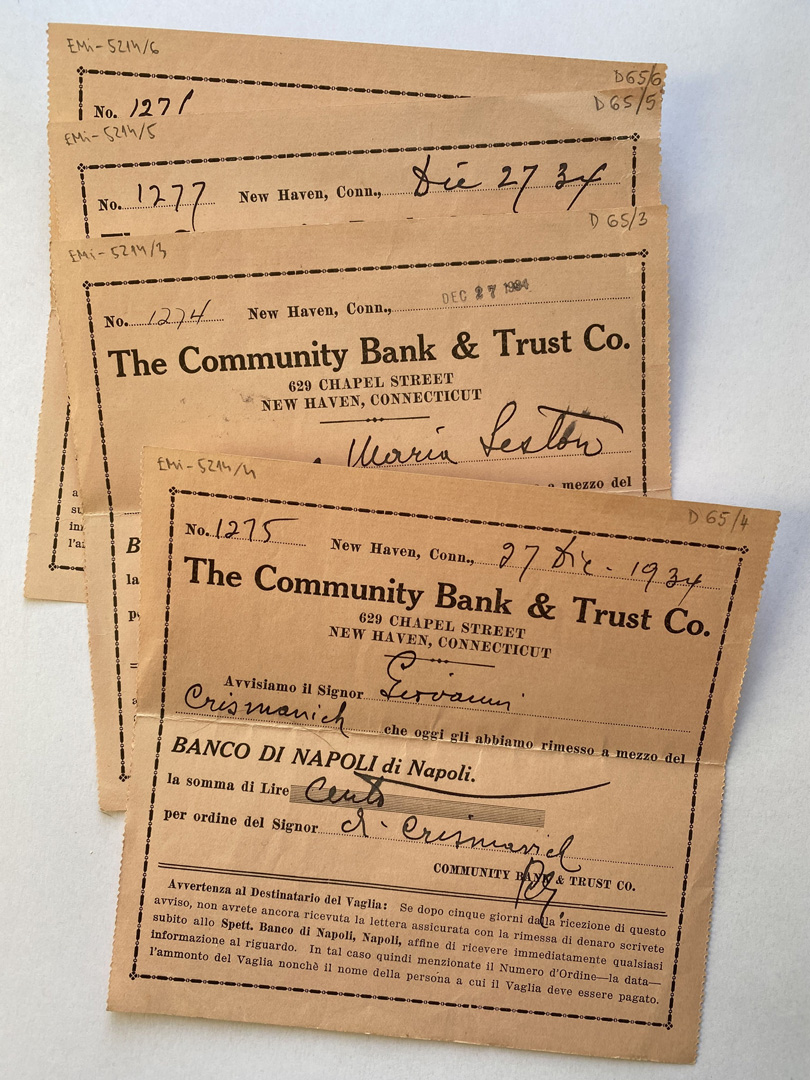 EMi-5214/6
D65/6
No. 1271
EMi-5214/5
D65/5
No. 1277 New Haven, Conn., Dic 27 34
EMi-5214/3
D 65/3
No. 1274 New Haven, Conn., DEC 27 1934
The Community Bank & Trust Co.
629 CHAPEL STREET
NEW HAVEN, CONNECTICUT
Maria Seston
a mezzo del
B
la
EMi-5214/4
D 65/4
No. 1275 New Haven, Conn., 27 Dic - 1934
The Community Bank & Trust Co.
629 CHAPEL STREET
NEW HAVEN, CONNECTICUT
Avvisiamo il Signor Giovanni
Crismanich che oggi gli abbiamo rimesso a mezzo del
BANCO DI NAPOLI di Napoli.
la somma di Lire Cento
per ordine del Signor d. Crismanich
COMMUNITY BANK & TRUST CO.
Avvertenza al Destinatario del Vaglia: Se dopo cinque giorni dalla ricezione di questo
avviso, non avrete ancora ricevuta la lettera assicurata con la rimessa di denaro scrivete
subito allo Spett. Banco di Napoli, Napoli, affine di ricevere immediatamente qualsiasi
informazione al riguardo. In tal caso quindi menzionate il Numero d'Ordine—la data—
l'ammonto del Vaglia nonchè il nome della persona a cui il Vaglia deve essere pagato.